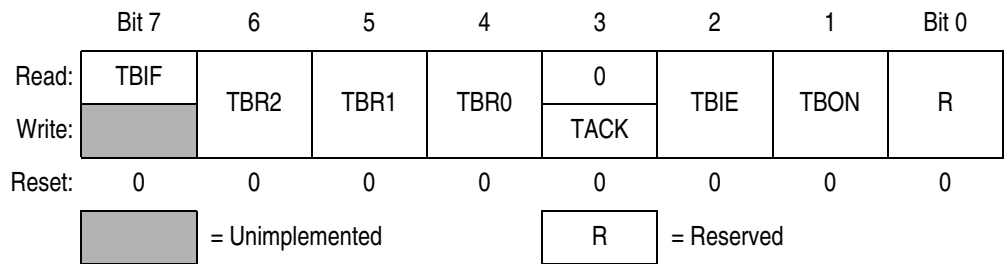 Bit 7 6 5 4 3 2 1 Bit 0
Read: TBIF TBR2 TBR1 TBR0 0 TBIE TBON R
Write: TACK
Reset: 0 0 0 0 0 0 0 0
= Unimplemented R = Reserved